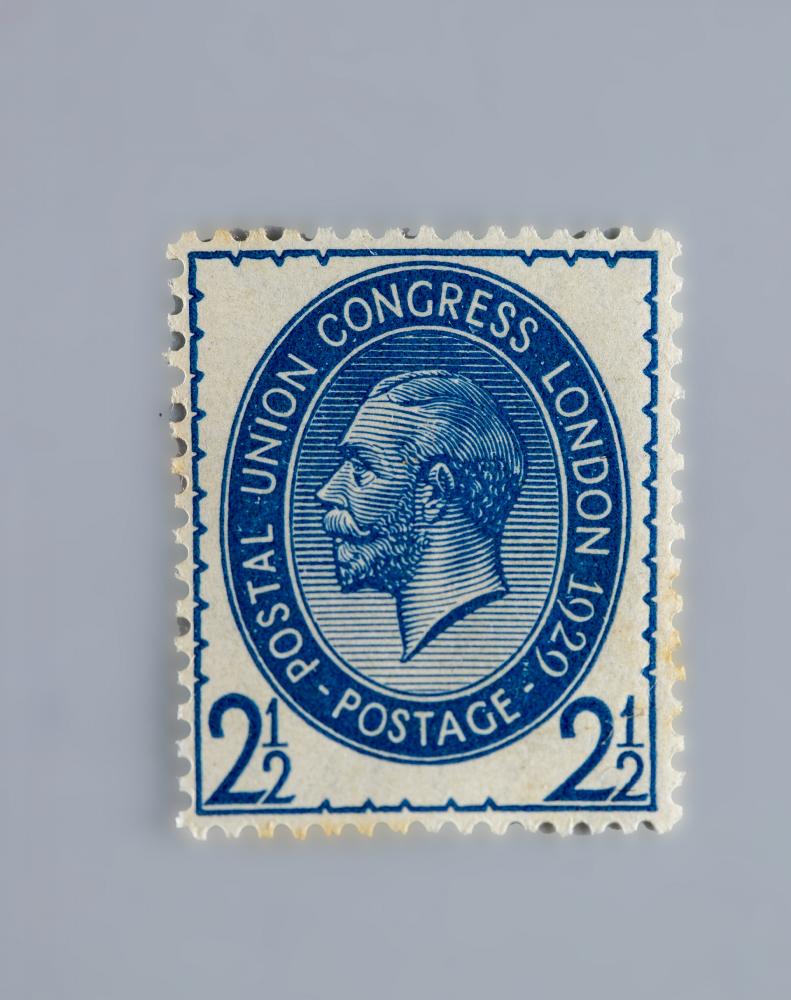 POSTAL UNION CONGRESS LONDON 1929
- POSTAGE -
2½ 2½